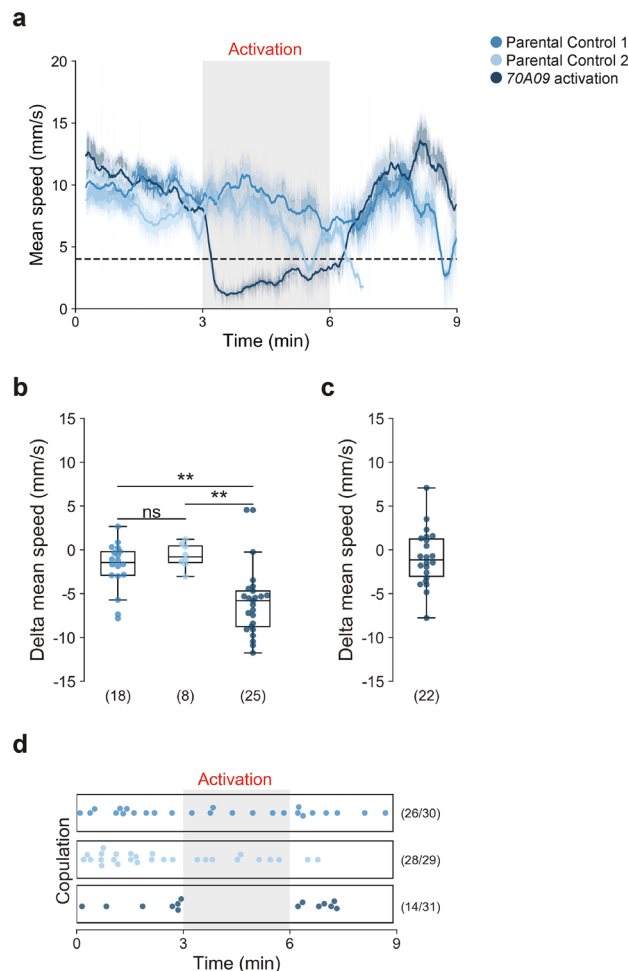 a
Activation
Parental Control 1
Parental Control 2
70A09 activation
Mean speed (mm/s)
20
15
10
5
0
0 3 6 9
Time (min)
b
Delta mean speed (mm/s)
15
10
5
0
-5
-10
-15
**
ns **
(18) (8) (25)
c
Delta mean speed (mm/s)
15
10
5
0
-5
-10
-15
(22)
d
Activation
Copulation
(26/30)
(28/29)
(14/31)
0 3 6 9
Time (min)